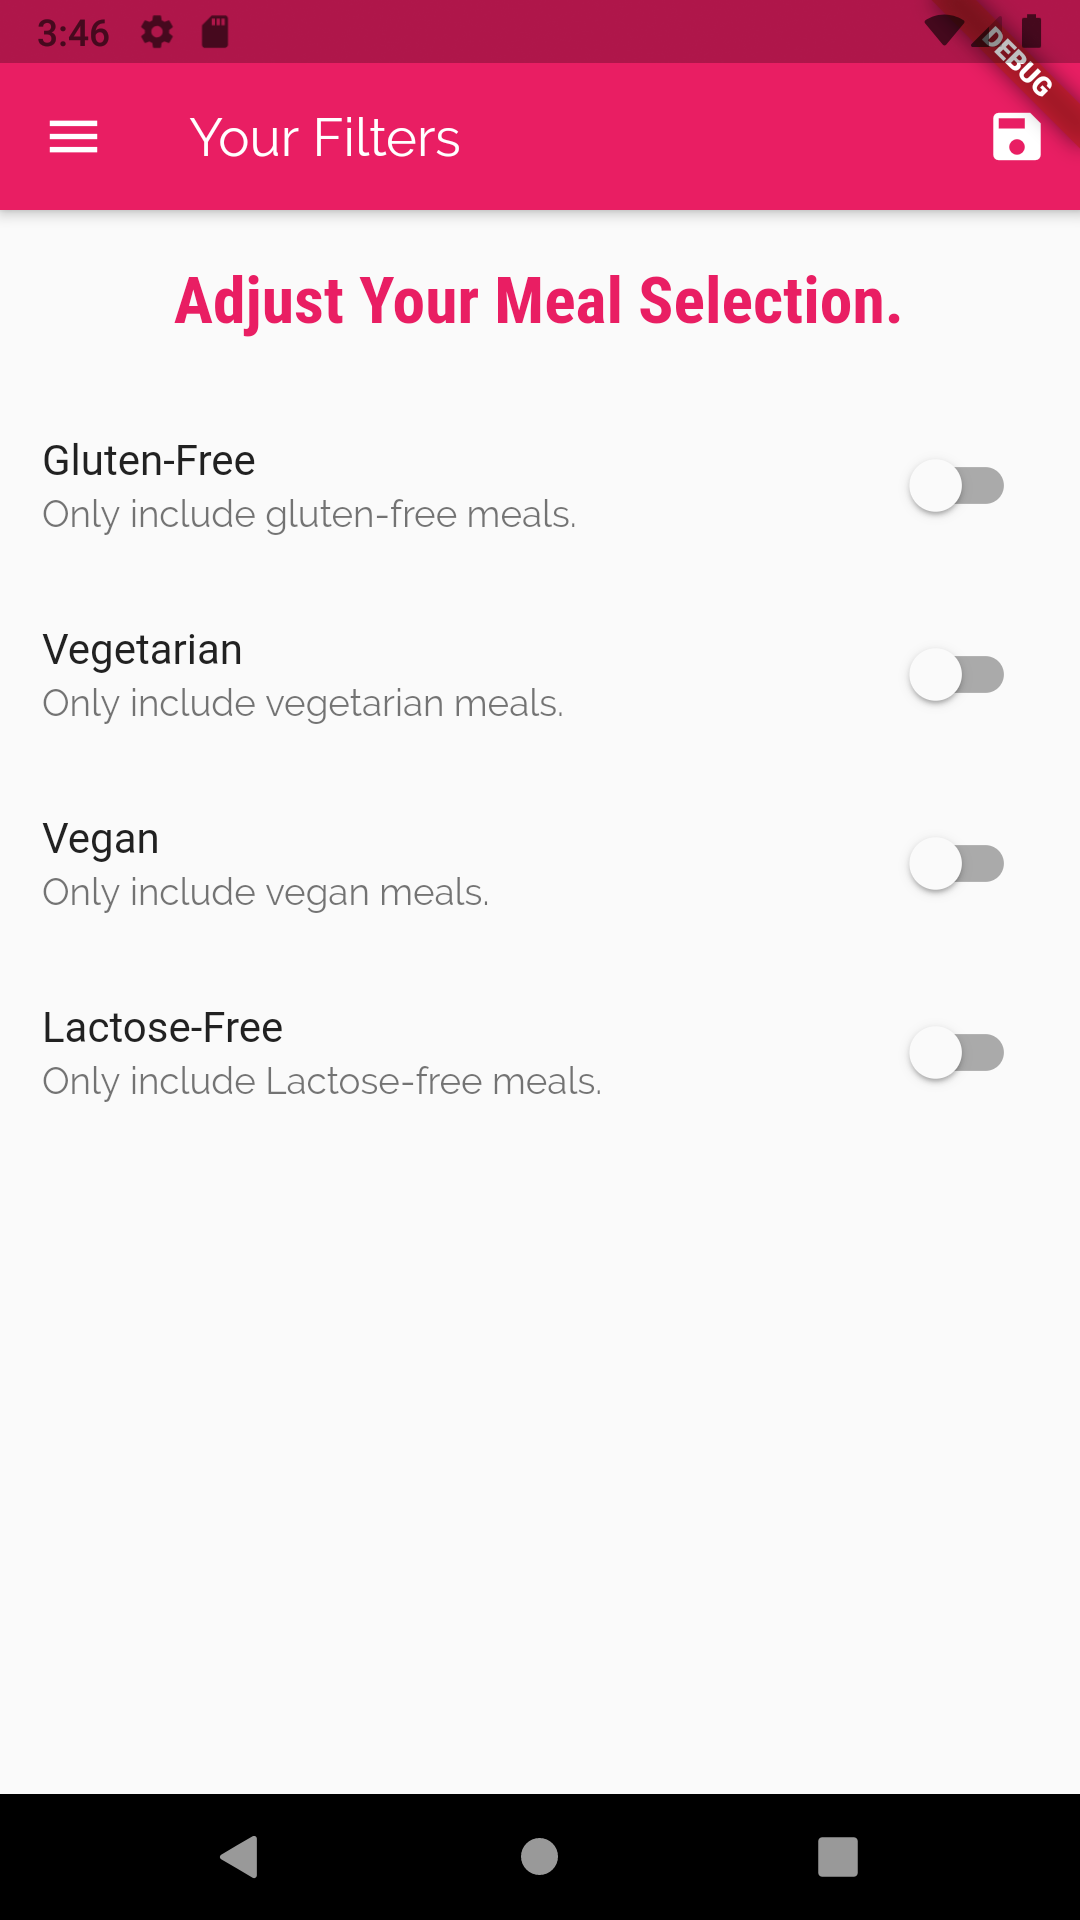 3:46
DEBUG
Your Filters
Adjust Your Meal Selection.
Gluten-Free
Only include gluten-free meals.
Vegetarian
Only include vegetarian meals.
Vegan
Only include vegan meals.
Lactose-Free
Only include Lactose-free meals.